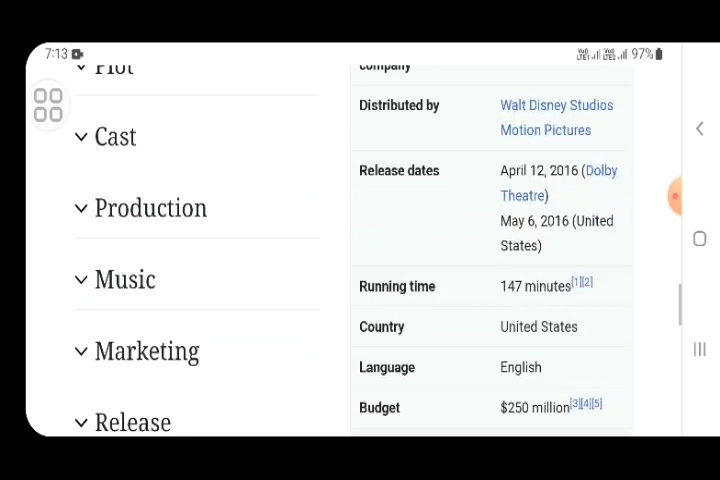 7:13
97%
Plot
Cast
Production
Music
Marketing
Release
company
Distributed by
Walt Disney Studios
Motion Pictures
Release dates
April 12, 2016 (Dolby
Theatre)
May 6, 2016 (United
States)
Running time
147 minutes[1][2]
Country
United States
Language
English
Budget
$250 million[3][4][5]